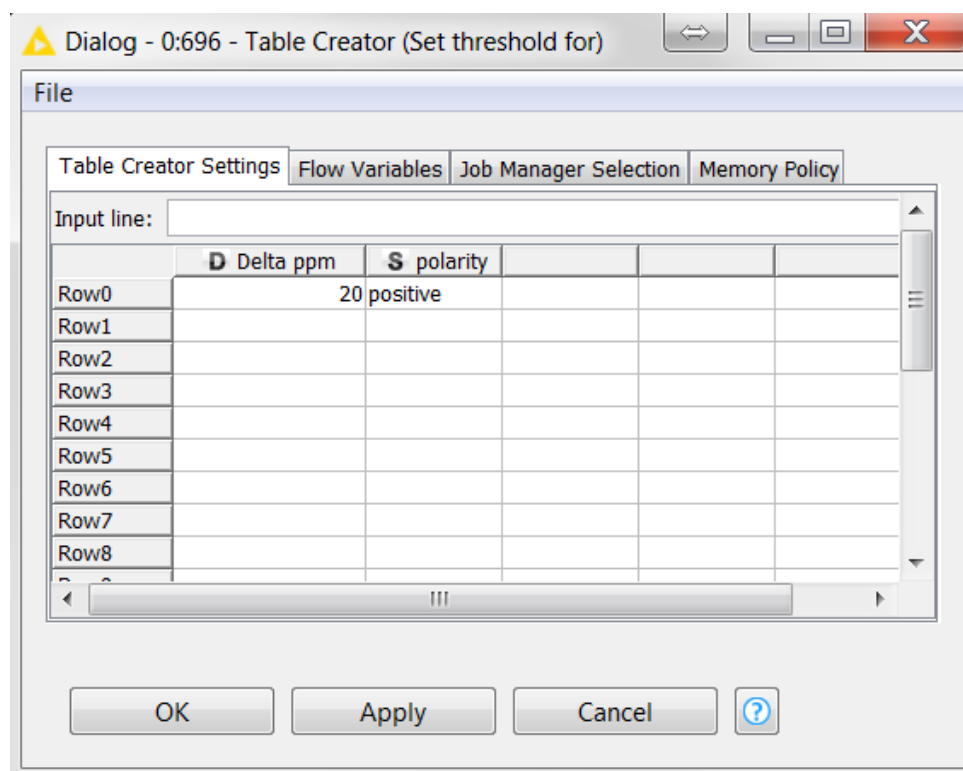 Dialog - 0:696 - Table Creator (Set threshold for)
File
Table Creator Settings Flow Variables Job Manager Selection Memory Policy
Input line:
D Delta ppm S polarity
Row0 20 positive
Row1
Row2
Row3
Row4
Row5
Row6
Row7
Row8
OK Apply Cancel ?